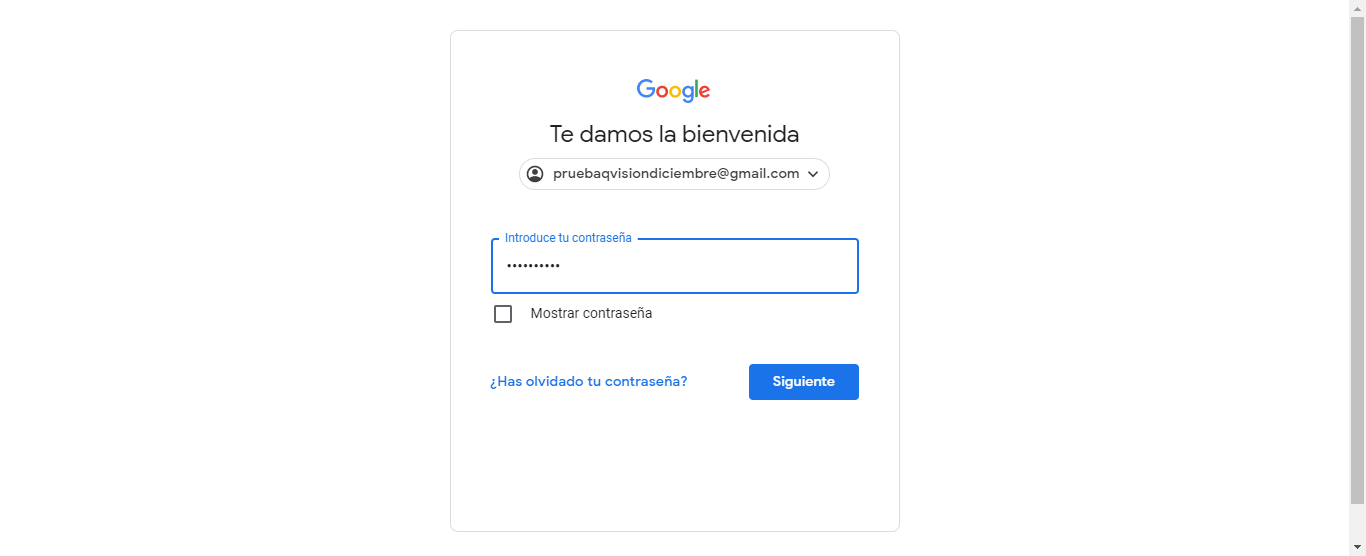 Google
Te damos la bienvenida
pruebaqvisiondiciembre@gmail.com
Introduce tu contraseña
••••••••••
Mostrar contraseña
¿Has olvidado tu contraseña?
Siguiente